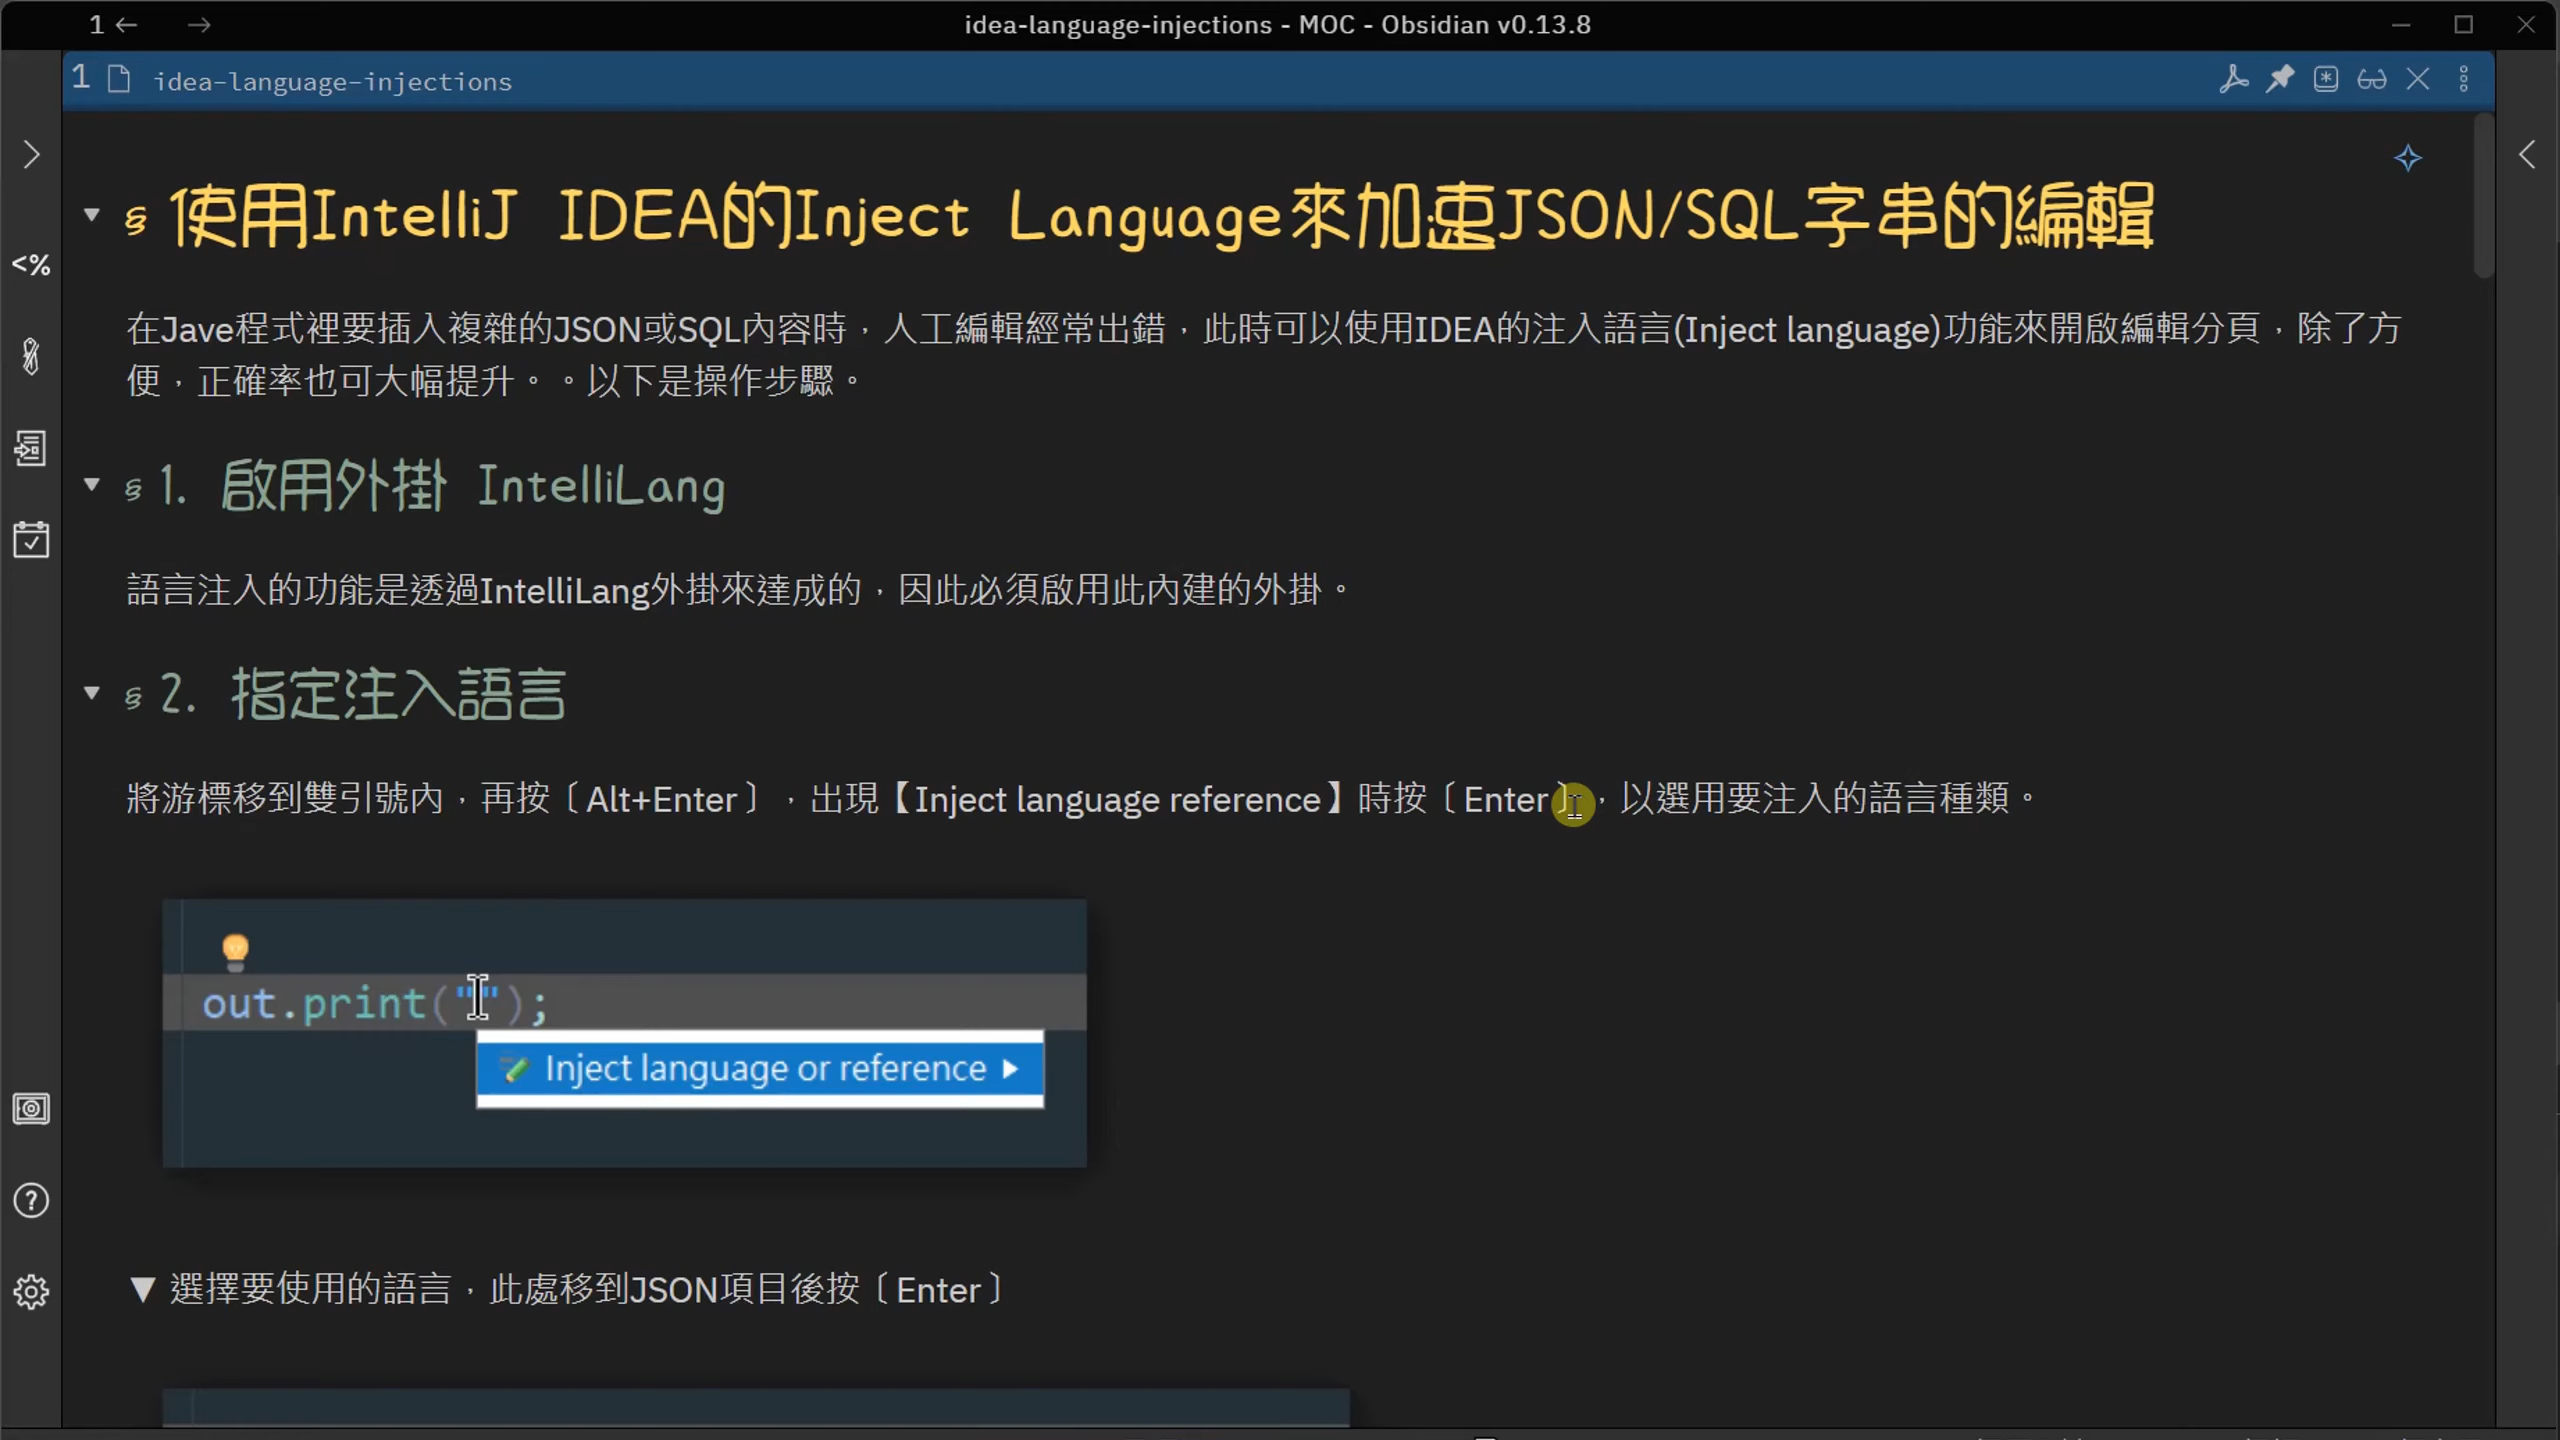 1
idea-language-injections - MOC - Obsidian v0.13.8
1 idea-language-injections
<%
§ 使用IntelliJ IDEA的Inject Language來加速JSON/SQL字串的編輯
在Jave程式裡要插入複雜的JSON或SQL內容時，人工編輯經常出錯，此時可以使用IDEA的注入語言(Inject language)功能來開啟編輯分頁，除了方
便，正確率也可大幅提升。。以下是操作步驟。
§ 1. 啟用外掛 IntelliLang
語言注入的功能是透過IntelliLang外掛來達成的，因此必須啟用此內建的外掛。
§ 2. 指定注入語言
將游標移到雙引號內，再按〔Alt+Enter〕，出現【Inject language reference】時按〔Enter〕，以選用要注入的語言種類。
out.print("");
Inject language or reference
▼ 選擇要使用的語言，此處移到JSON項目後按〔Enter〕